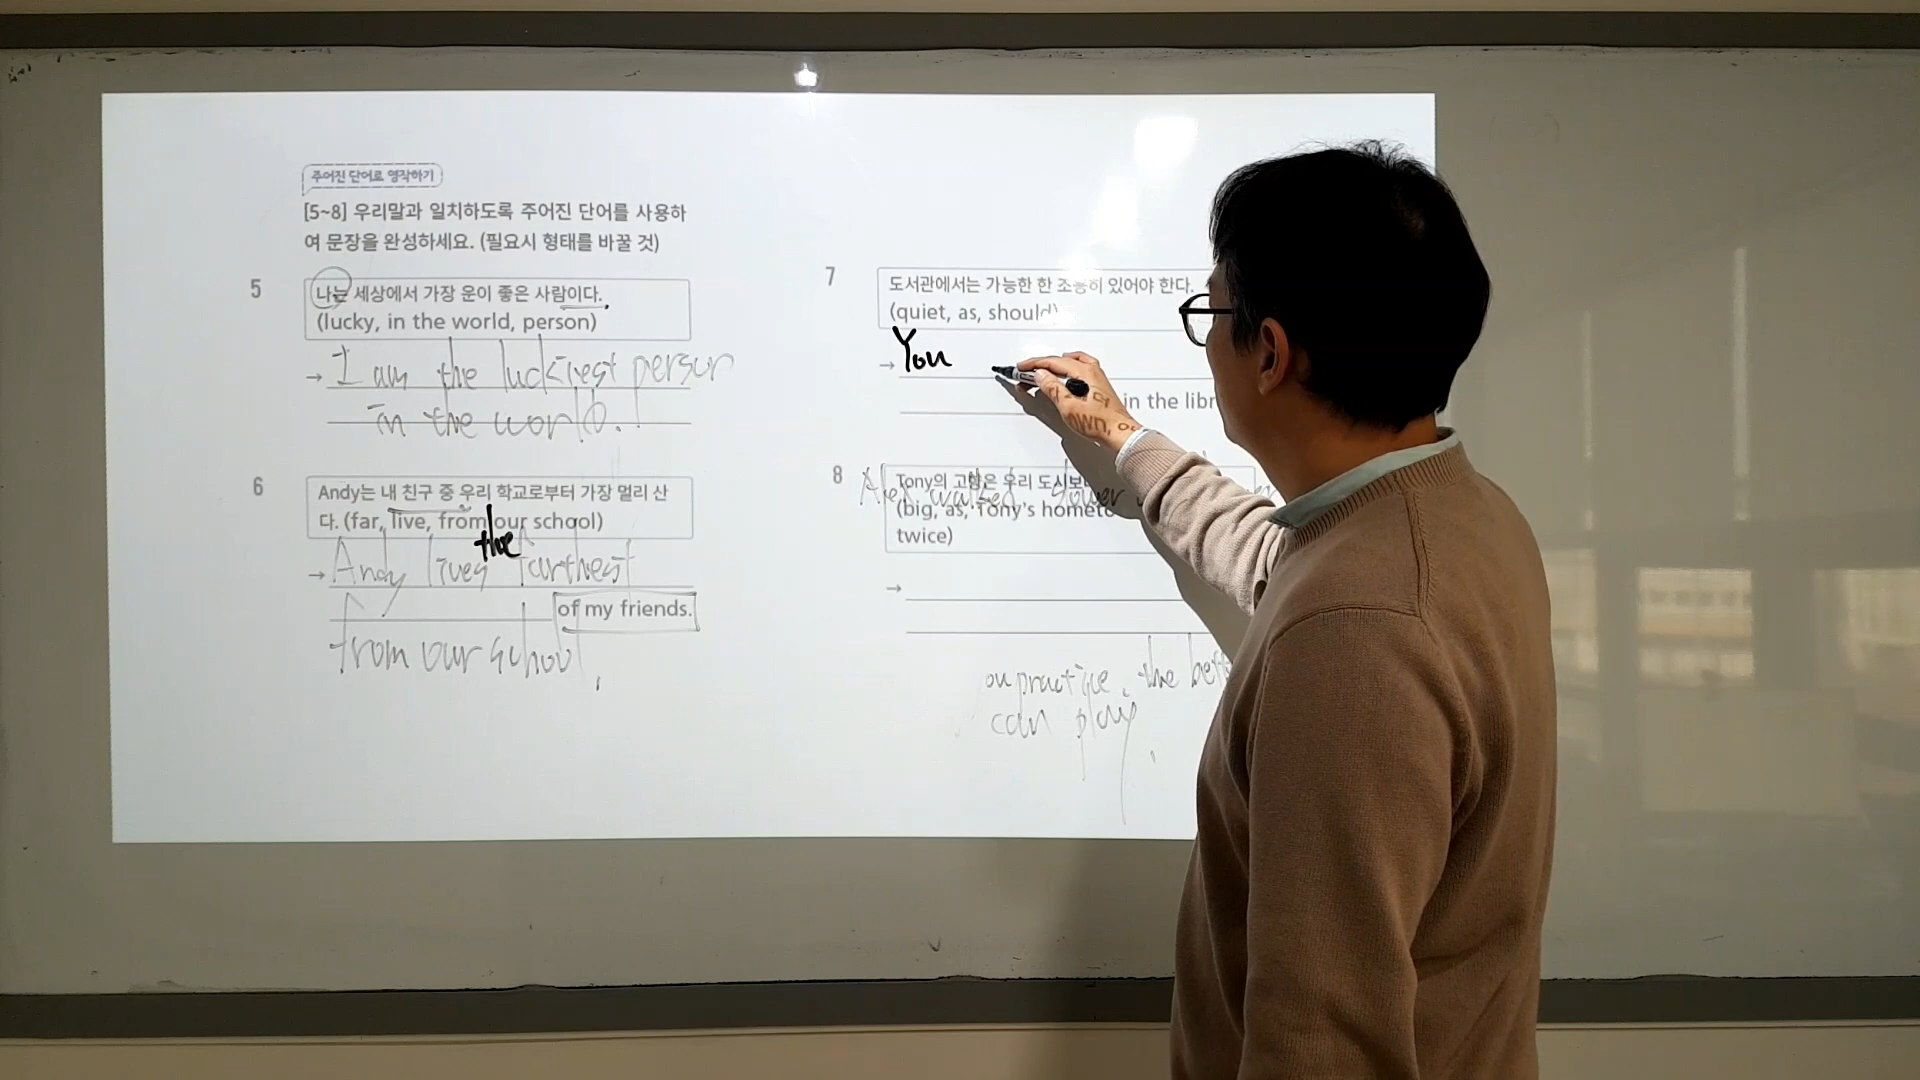 주어진 단어로 영작하기
[5~8] 우리말과 일치하도록 주어진 단어를 사용하
여 문장을 완성하세요. (필요시 형태를 바꿀 것)
5
나는 세상에서 가장 운이 좋은 사람이다.
(lucky, in the world, person)
→ I am the luckiest person
in the world.
6
Andy는 내 친구 중 우리 학교로부터 가장 멀리 산
다. (far, live, from our school)
the
→ Andy lives farthest
of my friends.
from our school
7
도서관에서는 가능한 한 조용히 있어야 한다.
(quiet, as, should)
→ You
in the libr
8
Tony의 고향은 우리 도시보
(big, as, Tony's hometo
twice)
→
Alex walked slower
ou practice, the bett
can play